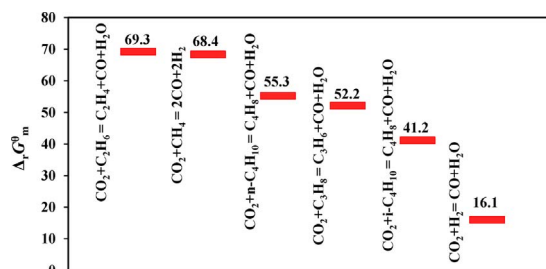 80
70
60
50
40
30
20
10
0
Δ_rG⁰_m
69.3
CO₂+C₂H₆ = C₂H₄+CO+H₂O
68.4
CO₂+CH₄ = 2CO+2H₂
55.3
CO₂+n-C₄H₁₀ = C₄H₈+CO+H₂O
52.2
CO₂+C₃H₈ = C₃H₆+CO+H₂O
41.2
CO₂+i-C₄H₁₀ = C₄H₈+CO+H₂O
16.1
CO₂+H₂= CO+H₂O